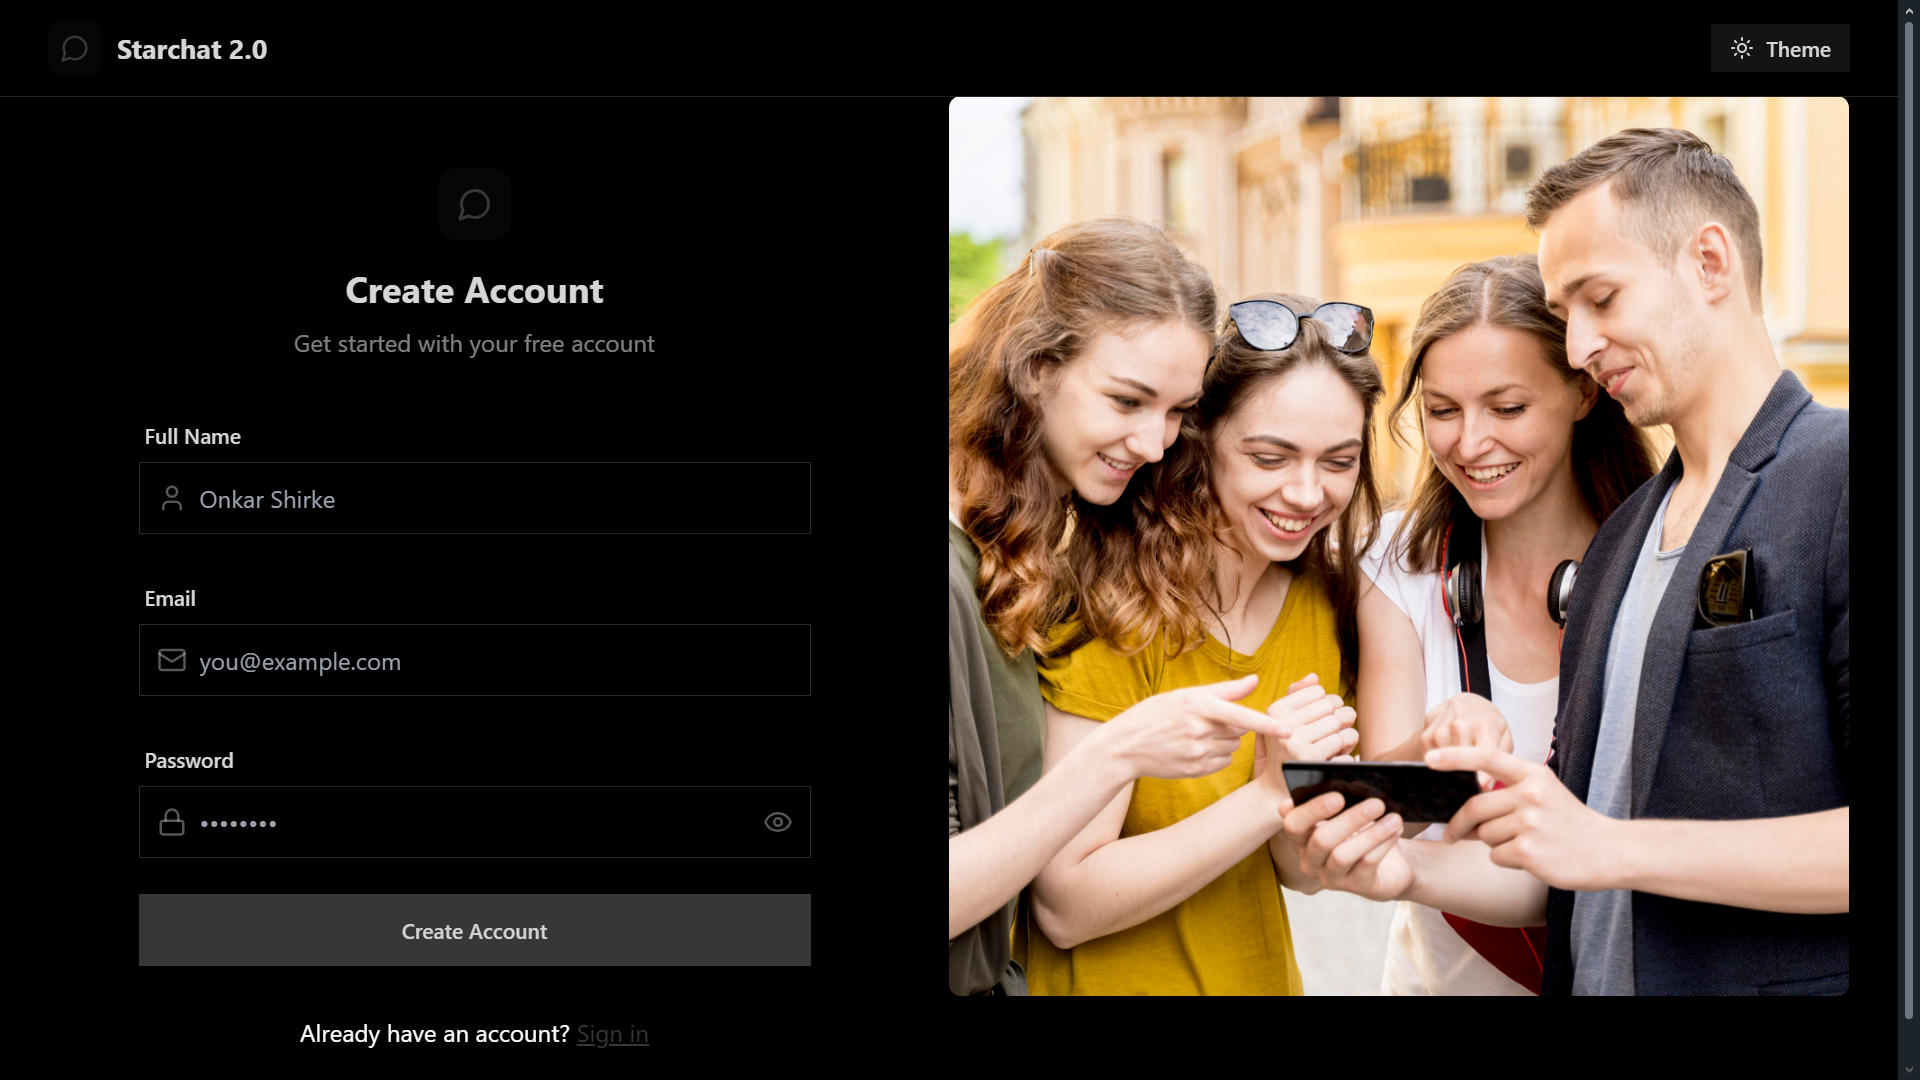 Starchat 2.0
Theme
Create Account
Get started with your free account
Full Name
Onkar Shirke
Email
you@example.com
Password
••••••••
Create Account
Already have an account? Sign in